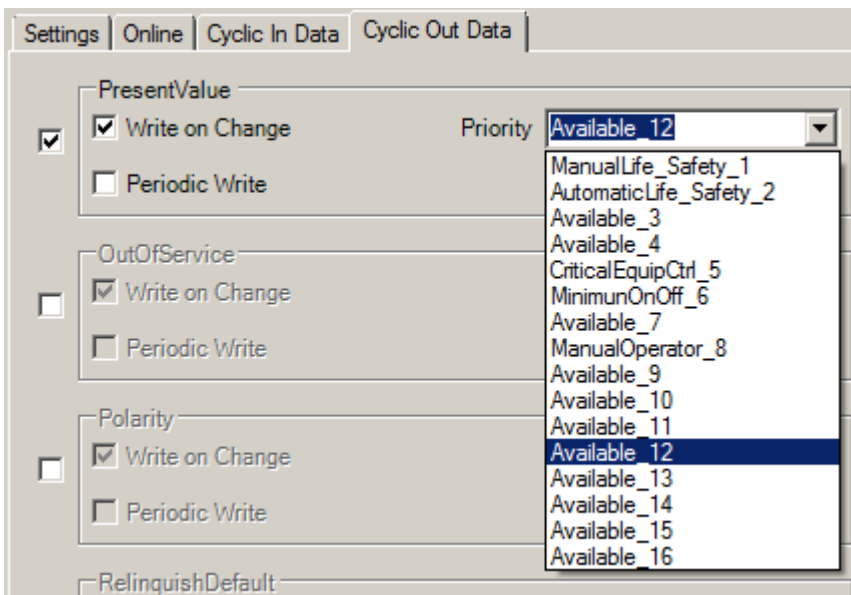 Settings
Online
Cyclic In Data
Cyclic Out Data
PresentValue
Write on Change
Priority
Available_12
Periodic Write
ManualLife_Safety_1
AutomaticLife_Safety_2
Available_3
Available_4
CriticalEquipCtrl_5
MinimunOnOff_6
Available_7
ManualOperator_8
Available_9
Available_10
Available_11
Available_12
Available_13
Available_14
Available_15
Available_16
OutOfService
Write on Change
Periodic Write
Polarity
Write on Change
Periodic Write
RelinquishDefault